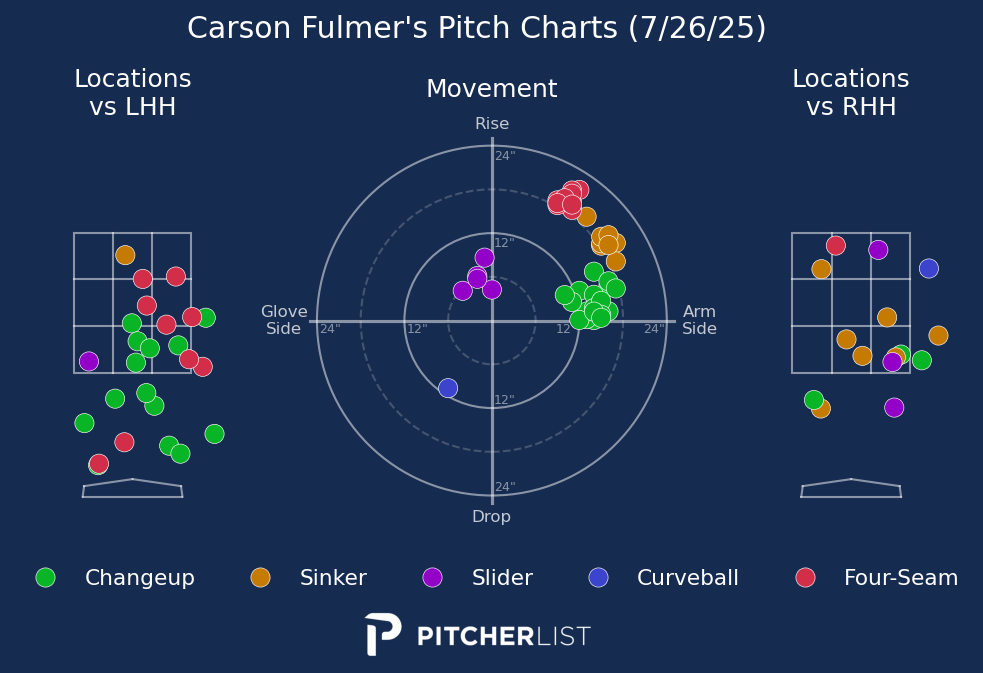 Carson Fulmer's Pitch Charts (7/26/25)
Locations
vs LHH
Movement
Locations
vs RHH
Rise
24"
12"
Glove
Side
24"
12"
12"
24"
Arm
Side
12"
24"
Drop
Changeup
Sinker
Slider
Curveball
Four-Seam
PITCHERLIST